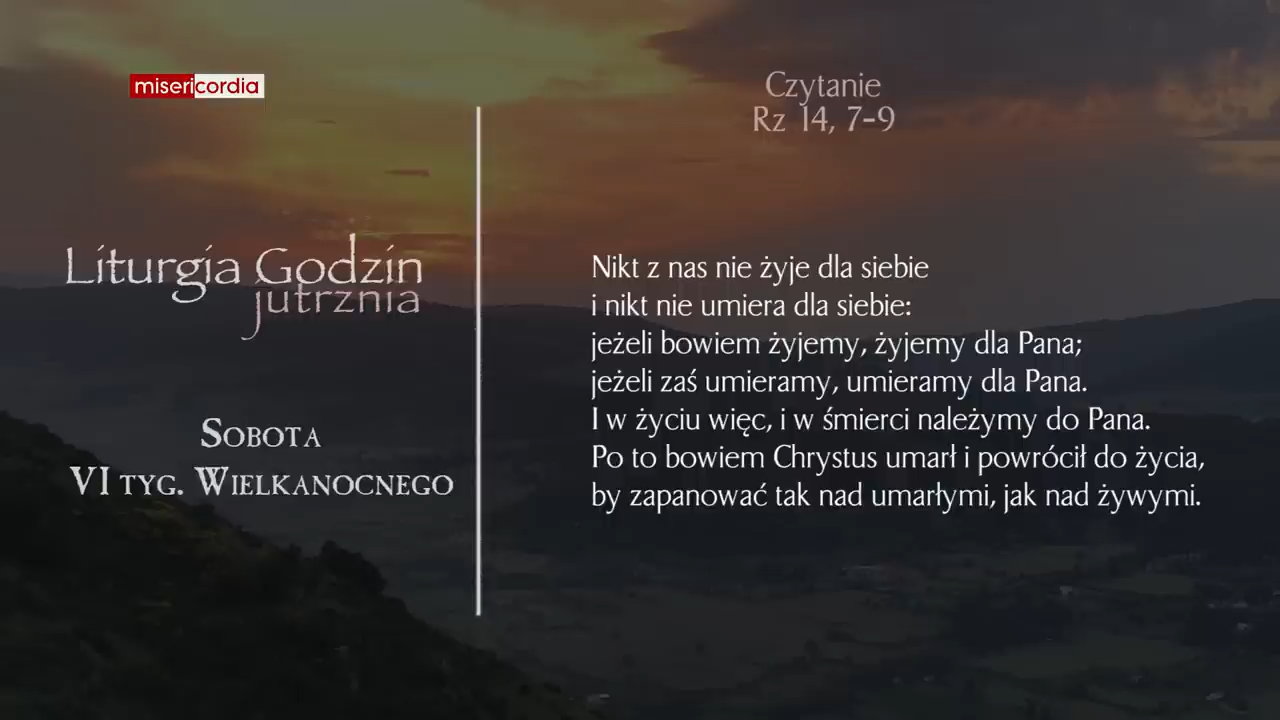 misericordia
Liturgia Godzin
jutrznia
Sobota
VI tyg. Wielkanocnego
Czytanie
Rz 14, 7-9
Nikt z nas nie żyje dla siebie
i nikt nie umiera dla siebie:
jeżeli bowiem żyjemy, żyjemy dla Pana;
jeżeli zaś umieramy, umieramy dla Pana.
I w życiu więc, i w śmierci należymy do Pana.
Po to bowiem Chrystus umarł i powrócił do życia,
by zapanować tak nad umarłymi, jak nad żywymi.